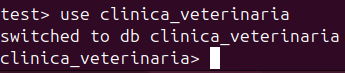 test> use clinica_veterinaria
switched to db clinica_veterinaria
clinica_veterinaria>